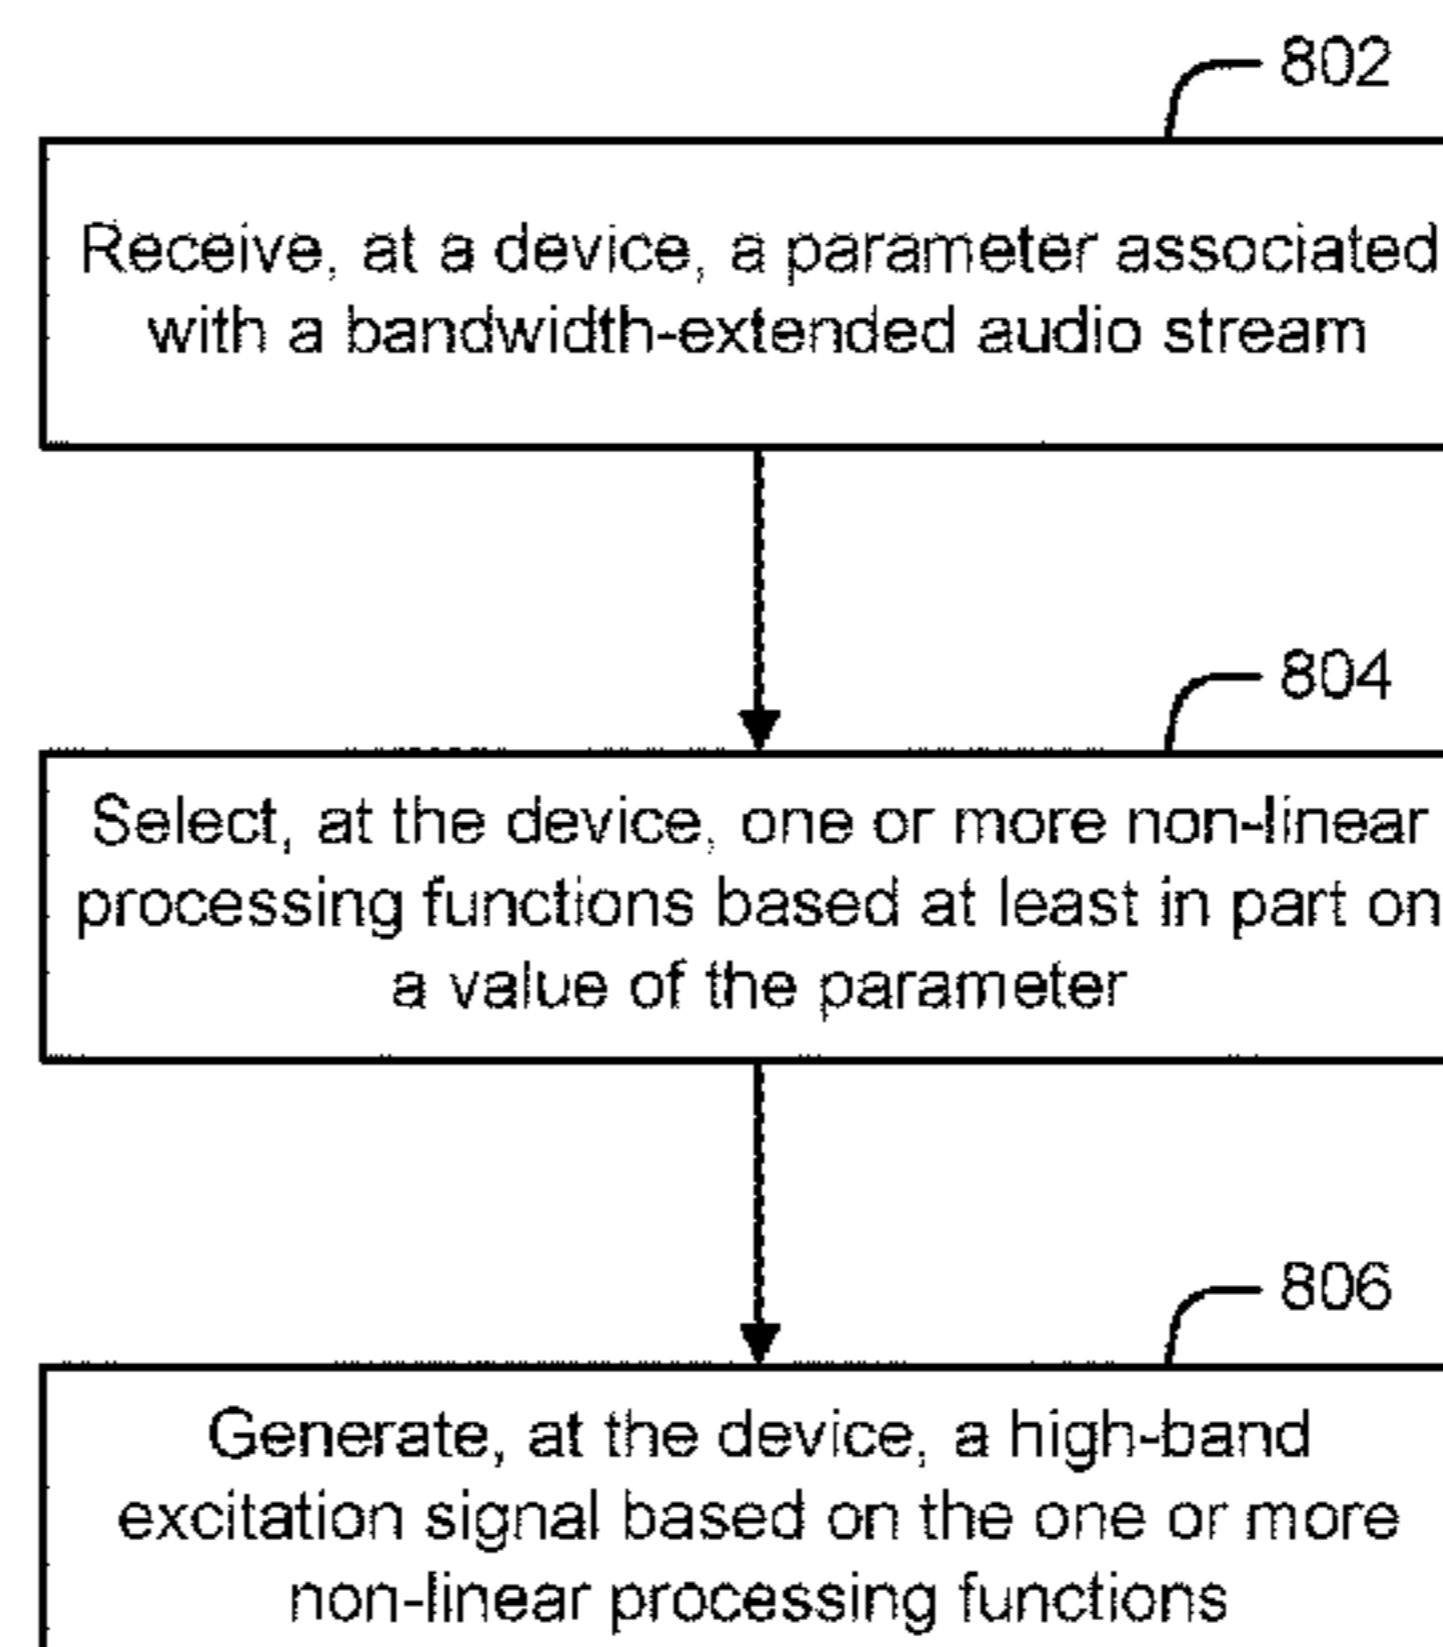 802
Receive, at a device, a parameter associated
with a bandwidth-extended audio stream
804
Select, at the device, one or more non-linear
processing functions based at least in part on
a value of the parameter
806
Generate, at the device, a high-band
excitation signal based on the one or more
non-linear processing functions